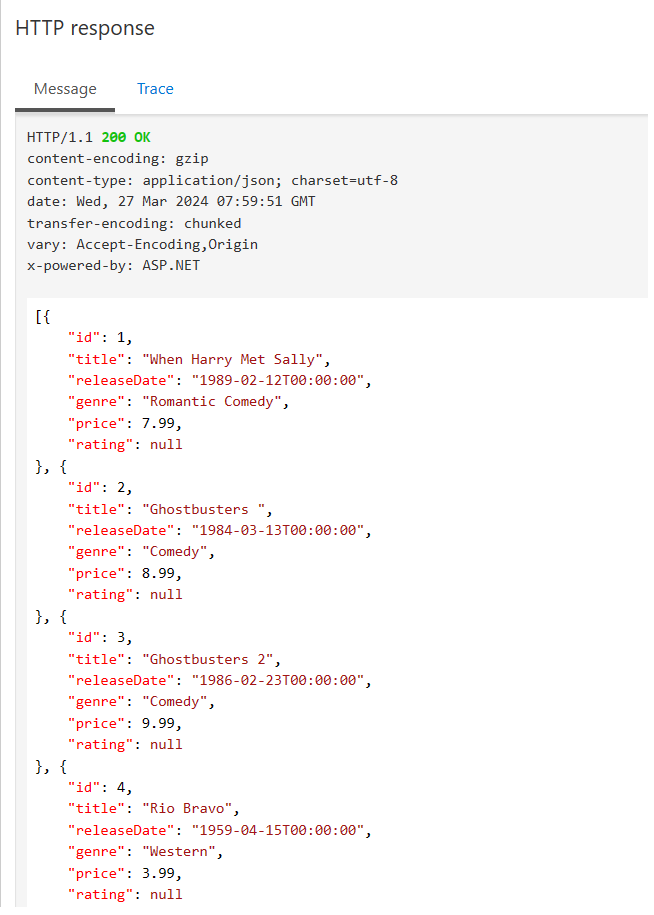 HTTP response
Message Trace
HTTP/1.1 200 OK
content-encoding: gzip
content-type: application/json; charset=utf-8
date: Wed, 27 Mar 2024 07:59:51 GMT
transfer-encoding: chunked
vary: Accept-Encoding,Origin
x-powered-by: ASP.NET
[{
    "id": 1,
    "title": "When Harry Met Sally",
    "releaseDate": "1989-02-12T00:00:00",
    "genre": "Romantic Comedy",
    "price": 7.99,
    "rating": null
}, {
    "id": 2,
    "title": "Ghostbusters ",
    "releaseDate": "1984-03-13T00:00:00",
    "genre": "Comedy",
    "price": 8.99,
    "rating": null
}, {
    "id": 3,
    "title": "Ghostbusters 2",
    "releaseDate": "1986-02-23T00:00:00",
    "genre": "Comedy",
    "price": 9.99,
    "rating": null
}, {
    "id": 4,
    "title": "Rio Bravo",
    "releaseDate": "1959-04-15T00:00:00",
    "genre": "Western",
    "price": 3.99,
    "rating": null